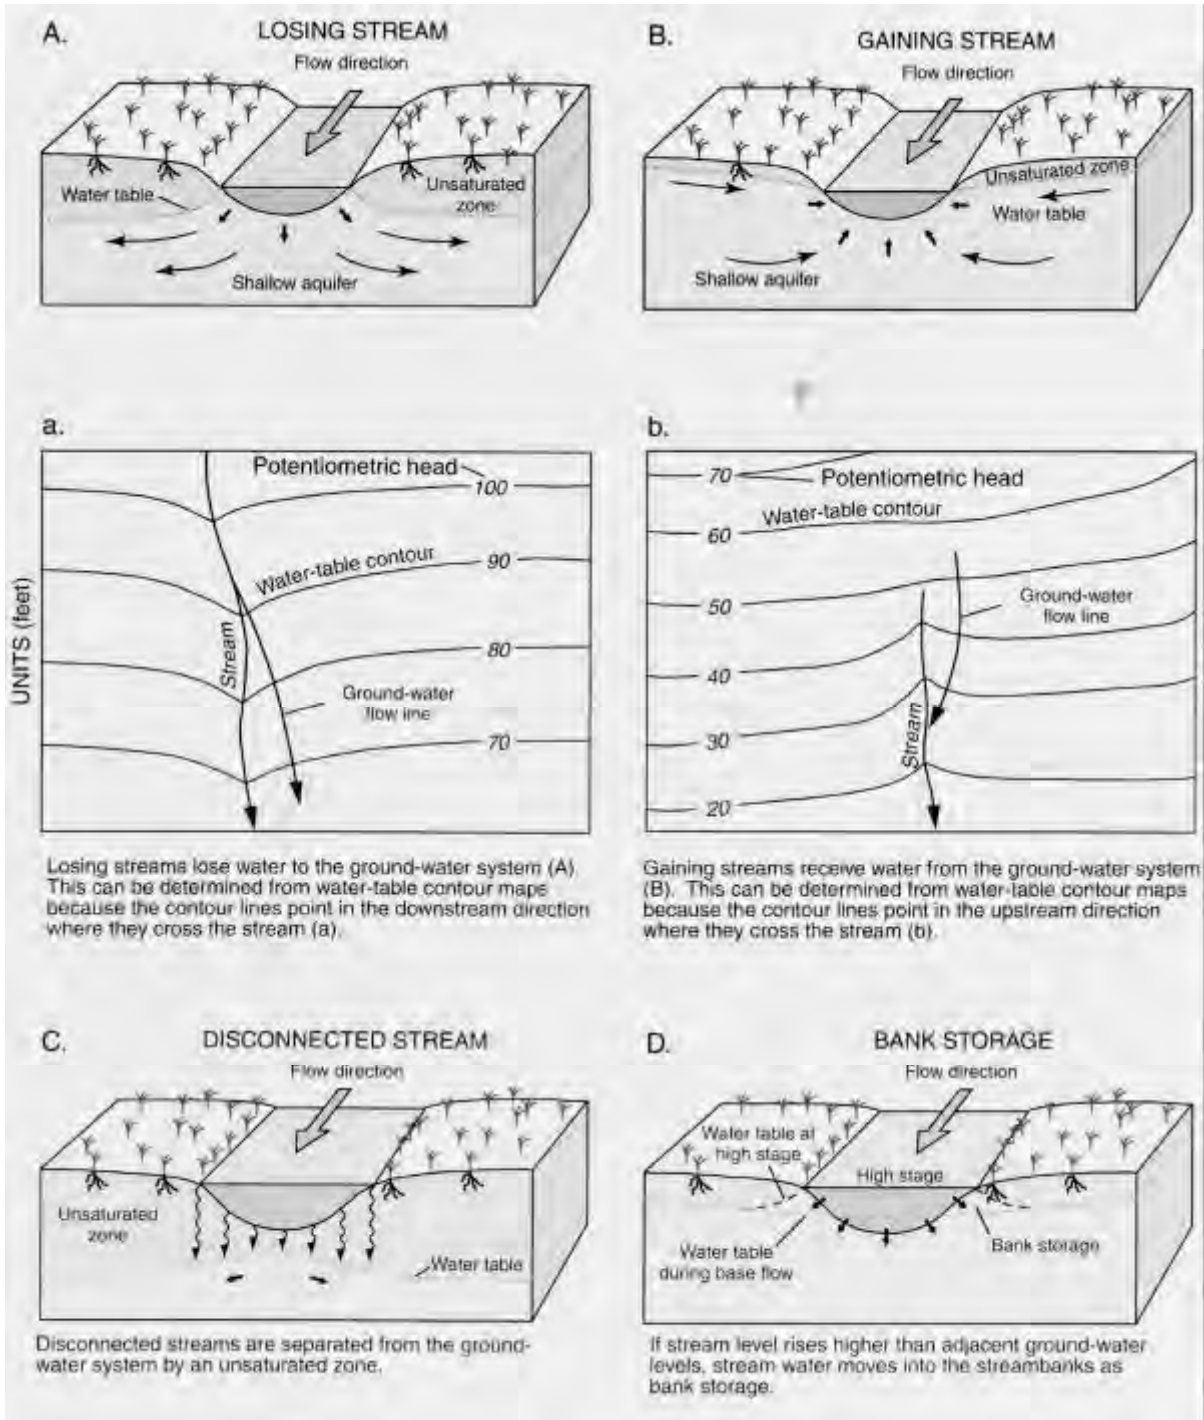 A.
LOSING STREAM
Flow direction
Water table
Unsaturated
zone
Shallow aquifer
B.
GAINING STREAM
Flow direction
Unsaturated zone
Water table
Shallow aquifer
a.
UNITS (feet)
Potentiometric head
100
Water-table contour
90
Stream
80
Ground-water
flow line
70
Losing streams lose water to the ground-water system (A)
This can be determined from water-table contour maps
because the contour lines point in the downstream direction
where they cross the stream (a).
b.
70
Potentiometric head
Water-table contour
60
50
Ground-water
flow line
40
30
Stream
20
Gaining streams receive water from the ground-water system
(B). This can be determined from water-table contour maps
because the contour lines point in the upstream direction
where they cross the stream (b).
C.
DISCONNECTED STREAM
Flow direction
Unsaturated
zone
Water table
Disconnected streams are separated from the ground-
water system by an unsaturated zone.
D.
BANK STORAGE
Flow direction
Water table at
high stage
High stage
Water table
during base flow
Bank storage
If stream level rises higher than adjacent ground-water
levels, stream water moves into the streambanks as
bank storage.